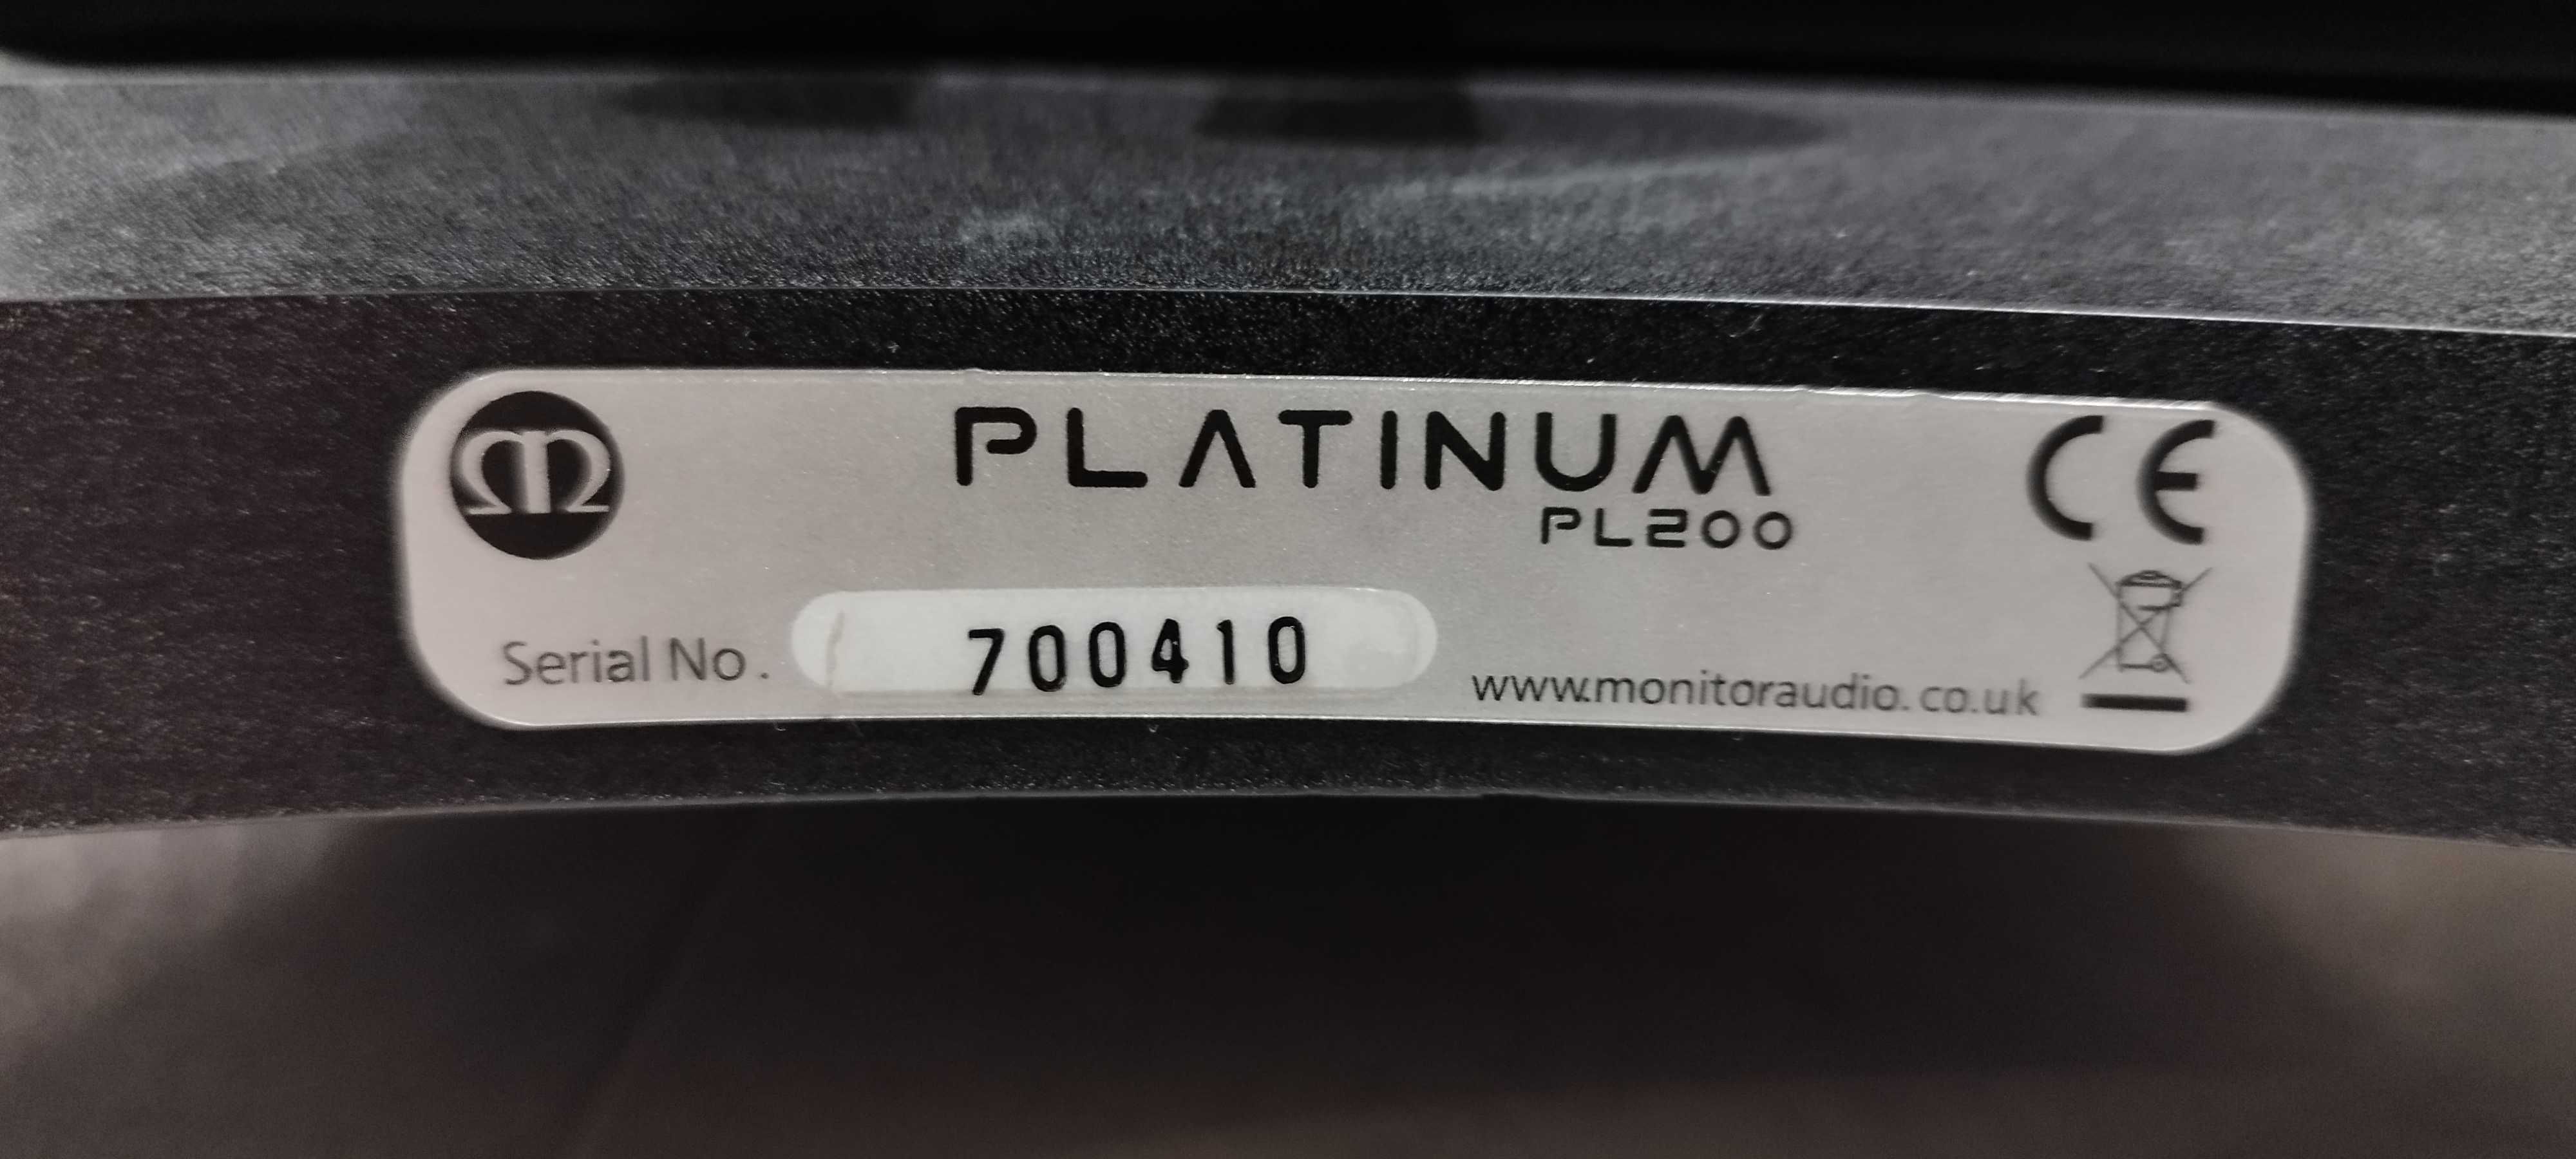 PLATINUM
PL200
CE
Serial No. 700410
www.monitoraudio.co.uk